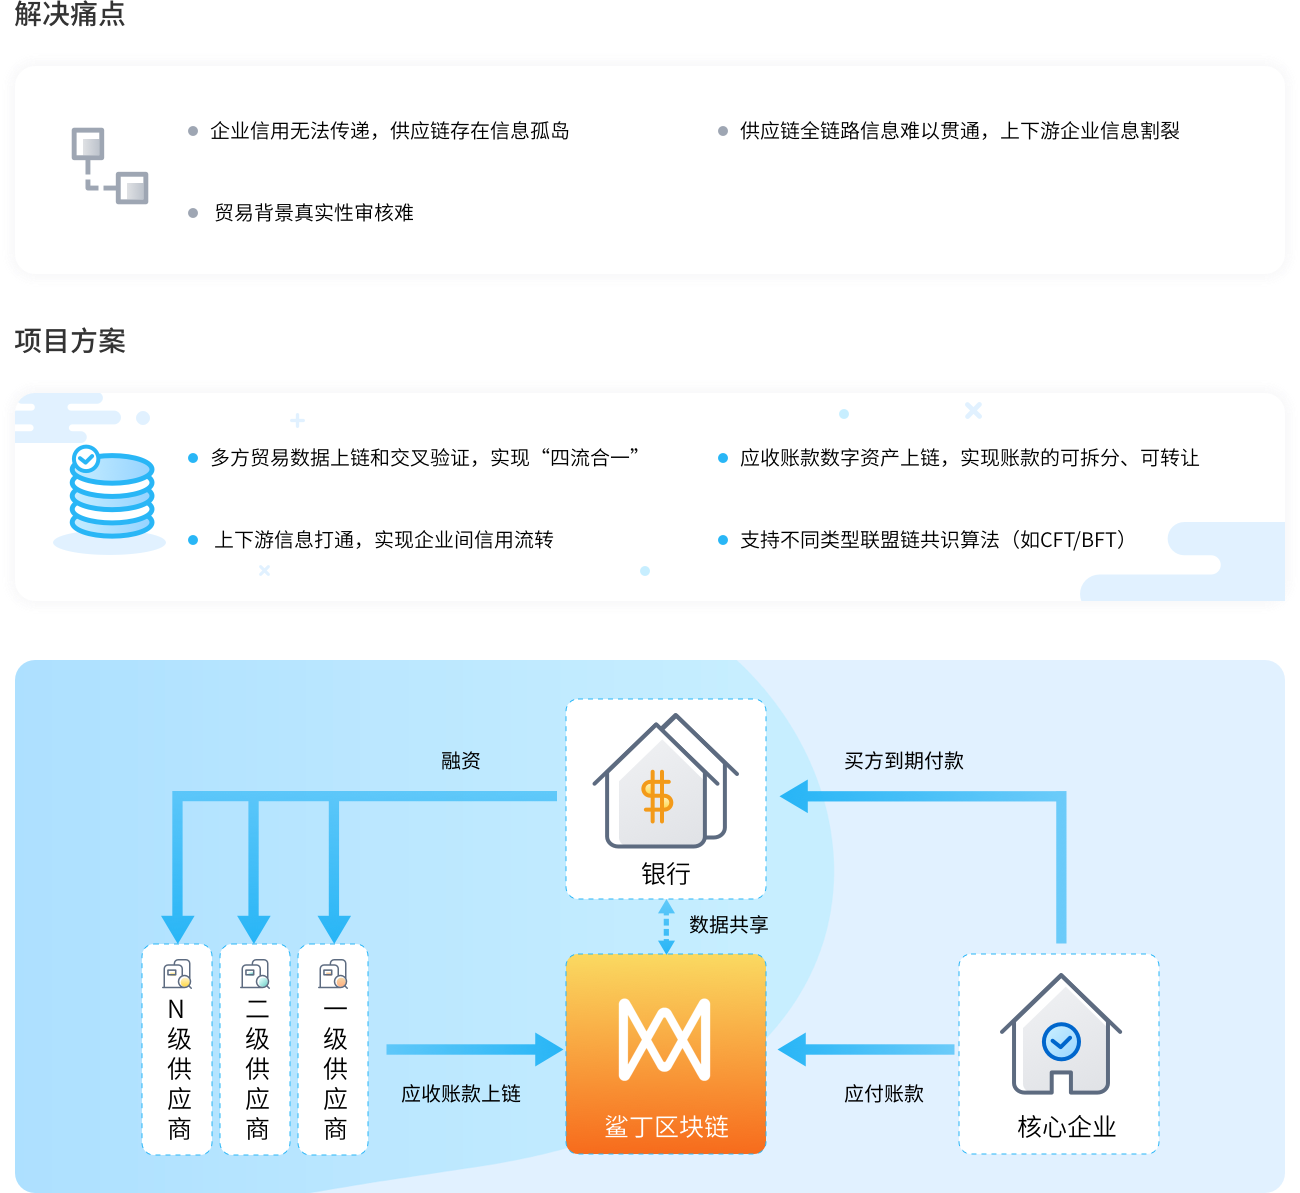 解决痛点
企业信用无法传递，供应链存在信息孤岛
供应链全链路信息难以贯通，上下游企业信息割裂
贸易背景真实性审核难
项目方案
多方贸易数据上链和交叉验证，实现“四流合一”
应收账款数字资产上链，实现账款的可拆分、可转让
上下游信息打通，实现企业间信用流转
支持不同类型联盟链共识算法（如CFT/BFT）
融资
买方到期付款
银行
数据共享
N级供应商
二级供应商
一级供应商
应收账款上链
鲨丁区块链
应付账款
核心企业